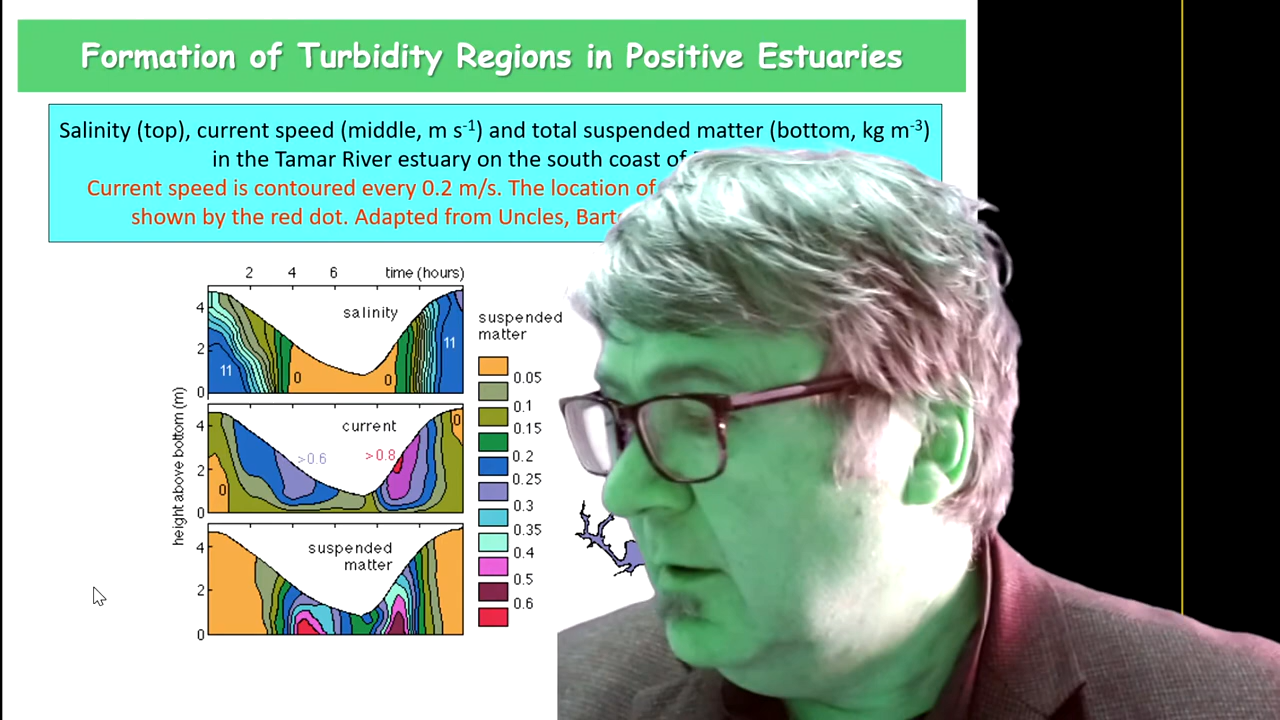 Formation of Turbidity Regions in Positive Estuaries
Salinity (top), current speed (middle, m s-1) and total suspended matter (bottom, kg m-3)
in the Tamar River estuary on the south coast of
Current speed is contoured every 0.2 m/s. The location of
shown by the red dot. Adapted from Uncles,
2 4 6 time (hours)
height above bottom (m)
4
2
0
salinity
11
0
0
11
4
2
0
current
>0.6
>0.8
0
0
4
2
0
suspended
matter
suspended
matter
0.05
0.1
0.15
0.2
0.25
0.3
0.35
0.4
0.5
0.6